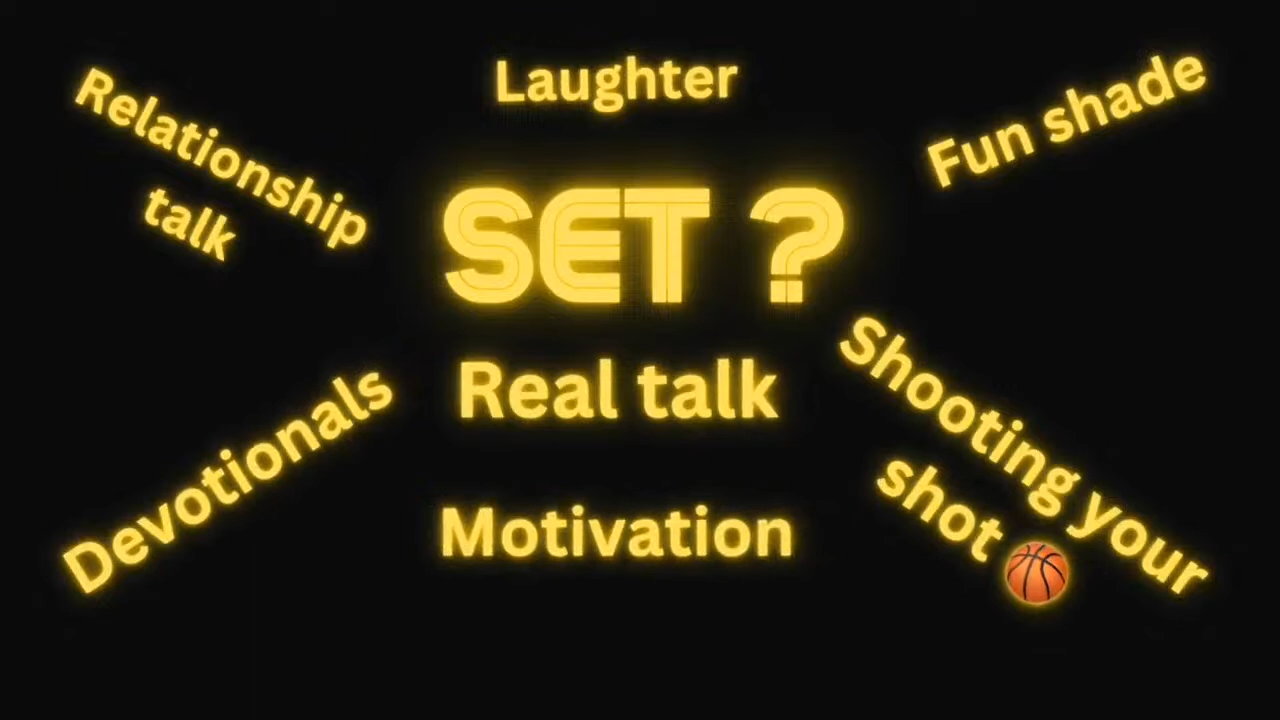 Relationship
talk
Laughter
Fun shade
SET ?
Real talk
Devotionals
Motivation
Shooting your
shot 🏀